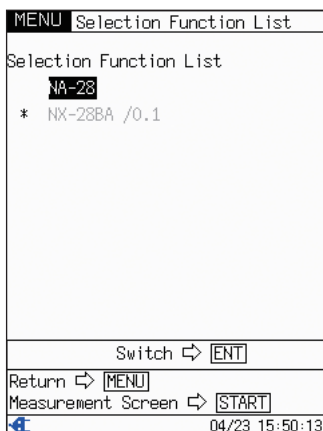 MENU Selection Function List
Selection Function List
NA-28
* NX-28BA /0.1
Switch ⇨ ENT
Return ⇨ MENU
Measurement Screen ⇨ START
04/23 15:50:13